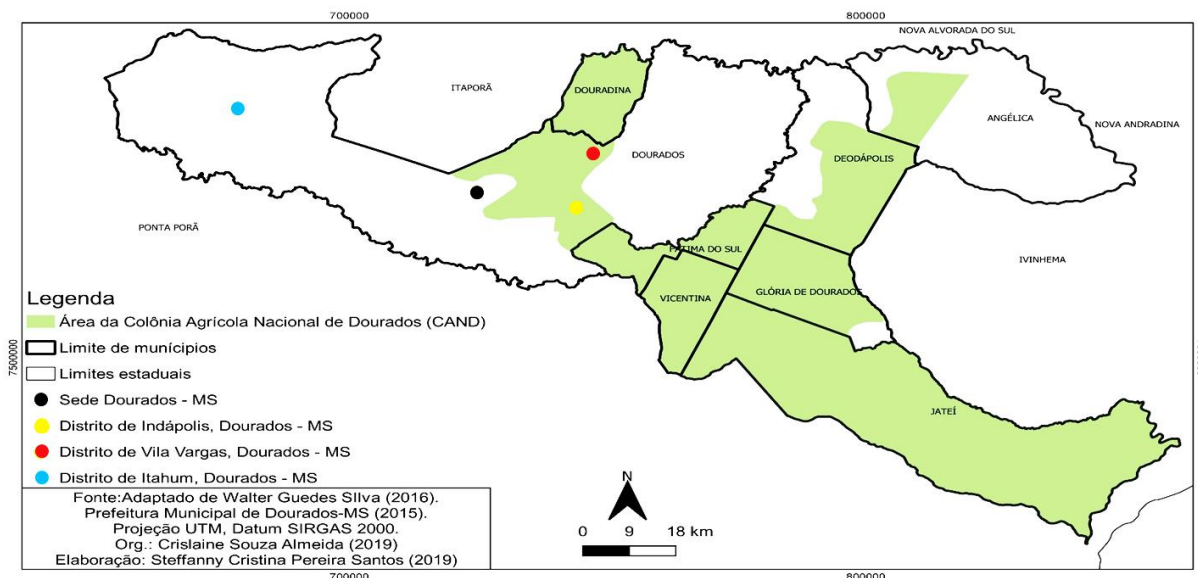 700000
800000
NOVA ALVORADA DO SUL
ITAPORÃ
DOURADINA
ANGÉLICA
NOVA ANDRADINA
DOURADOS
DEODÁPOLIS
PONTA PORÃ
FÁTIMA DO SUL
IVINHEMA
VICENTINA
GLÓRIA DE DOURADOS
JATEÍ
7500000
Legenda
Área da Colônia Agrícola Nacional de Dourados (CAND)
Limite de munícipios
Limites estaduais
Sede Dourados - MS
Distrito de Indápolis, Dourados - MS
Distrito de Vila Vargas, Dourados - MS
Distrito de Itahum, Dourados - MS
Fonte:Adaptado de Walter Guedes SIlva (2016).
Prefeitura Municipal de Dourados-MS (2015).
Projeção UTM, Datum SIRGAS 2000.
Org.: Crislaine Souza Almeida (2019)
Elaboração: Steffanny Cristina Pereira Santos (2019)
N
0 9 18 km
700000
800000